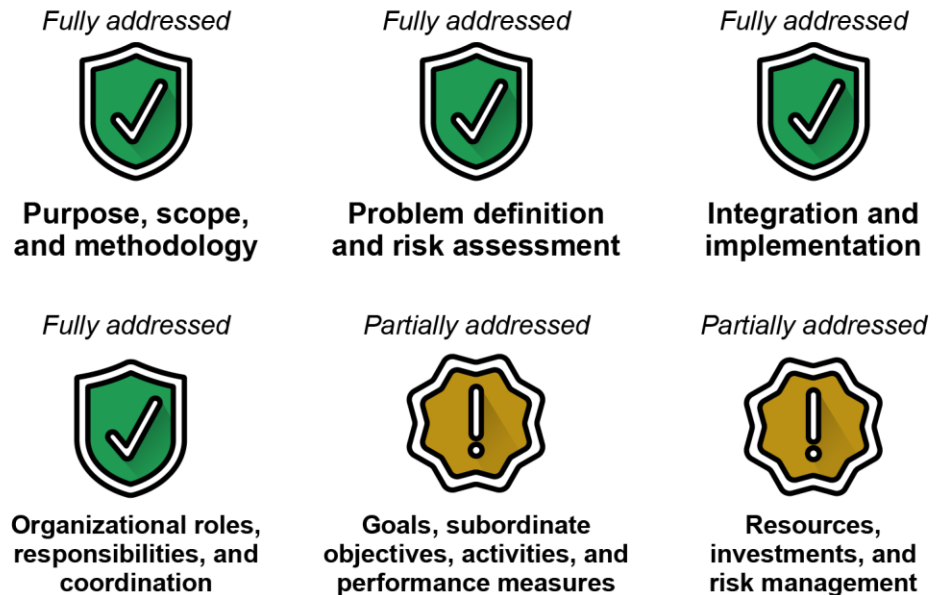 Fully addressed
Fully addressed
Fully addressed
Purpose, scope,
and methodology
Problem definition
and risk assessment
Integration and
implementation
Fully addressed
Partially addressed
Partially addressed
Organizational roles,
responsibilities, and
coordination
Goals, subordinate
objectives, activities, and
performance measures
Resources,
investments, and
risk management